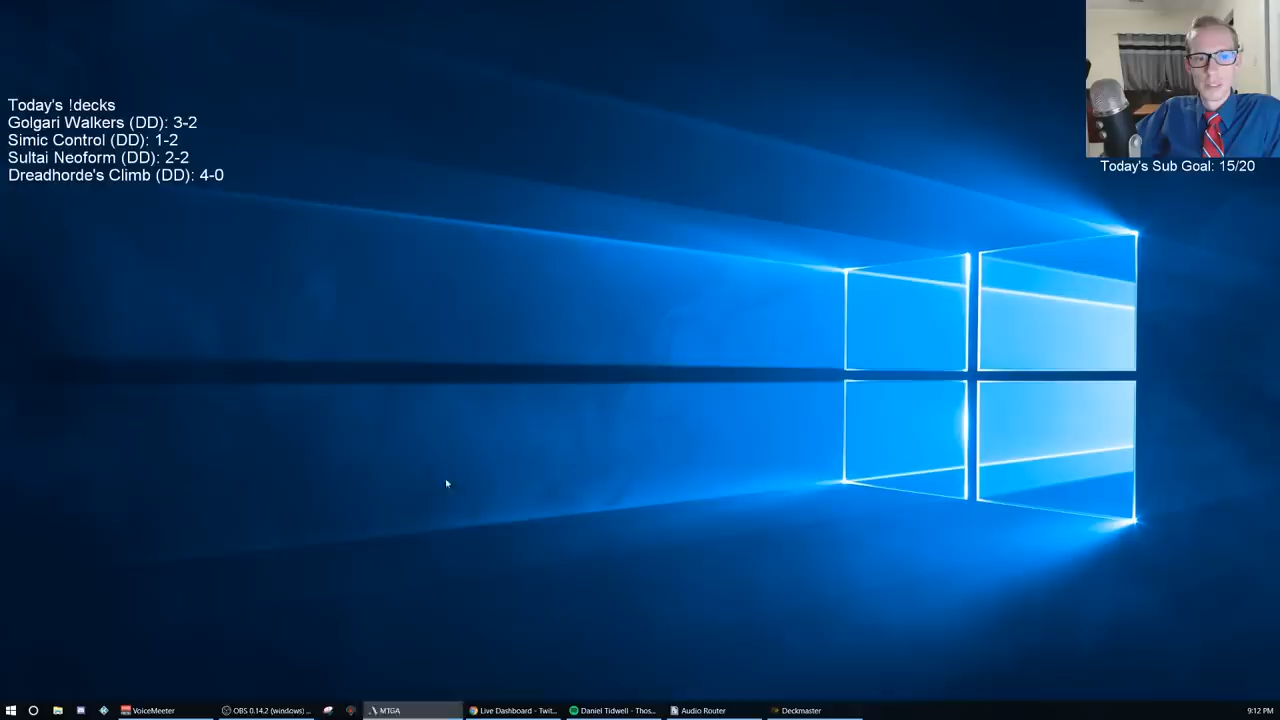 Today's !decks
Golgari Walkers (DD): 3-2
Simic Control (DD): 1-2
Sultai Neoform (DD): 2-2
Dreadhorde's Climb (DD): 4-0
Today's Sub Goal: 15/20
VoiceMeeter
OBS 0.14.2 (windows) ...
MTGA
Live Dashboard - Twit...
Daniel Tidwell - Thos...
Audio Router
Deckmaster
9:12 PM